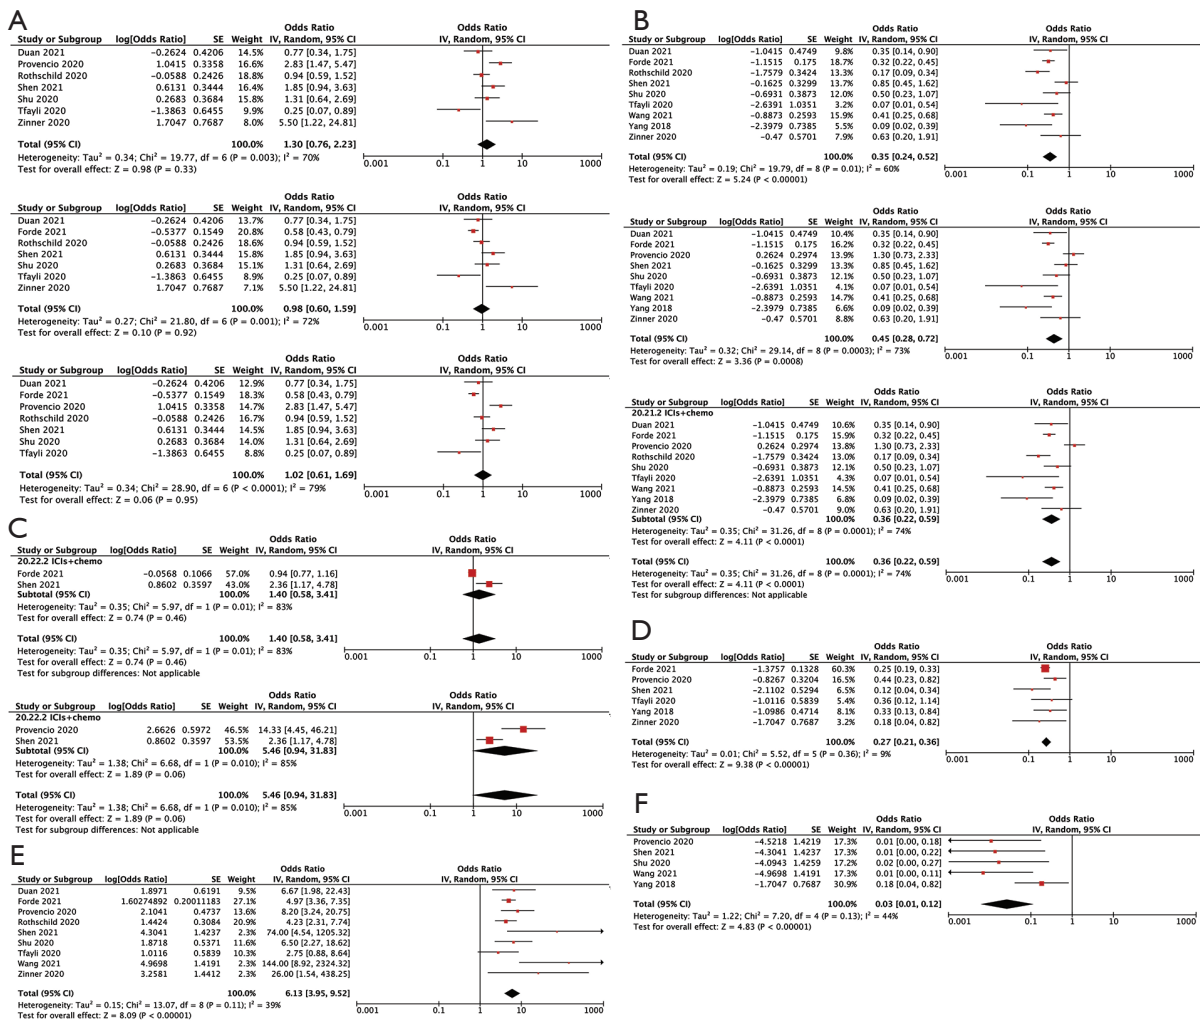 A
Odds Ratio Odds Ratio
Study or Subgroup log[Odds Ratio] SE Weight IV, Random, 95% CI IV, Random, 95% CI
Duan 2021 −0.2624 0.4206 14.5% 0.77 [0.34, 1.75]
Provencio 2020 1.0415 0.3358 16.6% 2.83 [1.47, 5.47]
Rothschild 2020 −0.0588 0.2426 18.8% 0.94 [0.59, 1.52]
Shen 2021 0.6131 0.3444 16.4% 1.85 [0.94, 3.63]
Shu 2020 0.2683 0.3684 15.8% 1.31 [0.64, 2.69]
Tfayli 2020 −1.3863 0.6455 9.9% 0.25 [0.07, 0.89]
Zinner 2020 1.7047 0.7687 8.0% 5.50 [1.22, 24.81]
Total (95% CI) 100.0% 1.30 [0.76, 2.23]
Heterogeneity: Tau² = 0.34; Chi² = 19.77, df = 6 (P = 0.003); I² = 70%
Test for overall effect: Z = 0.98 (P = 0.33)
0.001 0.1 1 10 1000
Odds Ratio Odds Ratio
Study or Subgroup log[Odds Ratio] SE Weight IV, Random, 95% CI IV, Random, 95% CI
Duan 2021 −0.2624 0.4206 13.7% 0.77 [0.34, 1.75]
Forde 2021 −0.5377 0.1549 20.8% 0.58 [0.43, 0.79]
Rothschild 2020 −0.0588 0.2426 18.6% 0.94 [0.59, 1.52]
Shen 2021 0.6131 0.3444 15.8% 1.85 [0.94, 3.63]
Shu 2020 0.2683 0.3684 15.1% 1.31 [0.64, 2.69]
Tfayli 2020 −1.3863 0.6455 8.9% 0.25 [0.07, 0.89]
Zinner 2020 1.7047 0.7687 7.1% 5.50 [1.22, 24.81]
Total (95% CI) 100.0% 0.98 [0.60, 1.59]
Heterogeneity: Tau² = 0.27; Chi² = 21.80, df = 6 (P = 0.001); I² = 72%
Test for overall effect: Z = 0.10 (P = 0.92)
0.001 0.1 1 10 1000
Odds Ratio Odds Ratio
Study or Subgroup log[Odds Ratio] SE Weight IV, Random, 95% CI IV, Random, 95% CI
Duan 2021 −0.2624 0.4206 12.9% 0.77 [0.34, 1.75]
Forde 2021 −0.5377 0.1549 18.3% 0.58 [0.43, 0.79]
Provencio 2020 1.0415 0.3358 14.7% 2.83 [1.47, 5.47]
Rothschild 2020 −0.0588 0.2426 16.7% 0.94 [0.59, 1.52]
Shen 2021 0.6131 0.3444 14.5% 1.85 [0.94, 3.63]
Shu 2020 0.2683 0.3684 14.0% 1.31 [0.64, 2.69]
Tfayli 2020 −1.3863 0.6455 8.9% 0.25 [0.07, 0.89]
Total (95% CI) 100.0% 1.02 [0.61, 1.69]
Heterogeneity: Tau² = 0.34; Chi² = 28.90, df = 6 (P < 0.0001); I² = 79%
Test for overall effect: Z = 0.06 (P = 0.95)
0.001 0.1 1 10 1000
B
Odds Ratio Odds Ratio
Study or Subgroup log[Odds Ratio] SE Weight IV, Random, 95% CI IV, Random, 95% CI
Duan 2021 −1.0415 0.4749 9.8% 0.35 [0.14, 0.90]
Forde 2021 −1.1515 0.175 18.7% 0.32 [0.22, 0.45]
Rothschild 2020 −1.7579 0.3424 13.3% 0.17 [0.09, 0.34]
Shen 2021 −0.1625 0.3299 13.7% 0.85 [0.45, 1.62]
Shu 2020 −0.6931 0.3873 12.0% 0.50 [0.23, 1.07]
Tfayli 2020 −2.6391 1.0351 3.2% 0.07 [0.01, 0.54]
Wang 2021 −0.8873 0.2593 15.9% 0.41 [0.25, 0.68]
Yang 2018 −2.3979 0.7385 5.5% 0.09 [0.02, 0.39]
Zinner 2020 −0.47 0.5701 7.9% 0.63 [0.20, 1.91]
Total (95% CI) 100.0% 0.35 [0.24, 0.52]
Heterogeneity: Tau² = 0.19; Chi² = 19.79, df = 8 (P = 0.01); I² = 60%
Test for overall effect: Z = 5.24 (P < 0.00001)
0.001 0.1 1 10 1000
Odds Ratio Odds Ratio
Study or Subgroup log[Odds Ratio] SE Weight IV, Random, 95% CI IV, Random, 95% CI
Duan 2021 −1.0415 0.4749 10.4% 0.35 [0.14, 0.90]
Forde 2021 −1.1515 0.175 16.2% 0.32 [0.22, 0.45]
Provencio 2020 0.2624 0.2974 13.9% 1.30 [0.73, 2.33]
Shen 2021 −0.1625 0.3299 13.3% 0.85 [0.45, 1.62]
Shu 2020 −0.6931 0.3873 12.1% 0.50 [0.23, 1.07]
Tfayli 2020 −2.6391 1.0351 4.1% 0.07 [0.01, 0.54]
Wang 2021 −0.8873 0.2593 14.7% 0.41 [0.25, 0.68]
Yang 2018 −2.3979 0.7385 6.6% 0.09 [0.02, 0.39]
Zinner 2020 −0.47 0.5701 8.8% 0.63 [0.20, 1.91]
Total (95% CI) 100.0% 0.45 [0.28, 0.72]
Heterogeneity: Tau² = 0.32; Chi² = 29.14, df = 8 (P = 0.0003); I² = 73%
Test for overall effect: Z = 3.36 (P = 0.0008)
0.001 0.1 1 10 1000
Odds Ratio Odds Ratio
Study or Subgroup log[Odds Ratio] SE Weight IV, Random, 95% CI IV, Random, 95% CI
20.21.2 ICIs+chemo
Duan 2021 −1.0415 0.4749 10.6% 0.35 [0.14, 0.90]
Forde 2021 −1.1515 0.175 15.9% 0.32 [0.22, 0.45]
Provencio 2020 0.2624 0.2974 13.9% 1.30 [0.73, 2.33]
Rothschild 2020 −1.7579 0.3424 13.1% 0.17 [0.09, 0.34]
Shu 2020 −0.6931 0.3873 12.1% 0.50 [0.23, 1.07]
Tfayli 2020 −2.6391 1.0351 4.3% 0.07 [0.01, 0.54]
Wang 2021 −0.8873 0.2593 14.5% 0.41 [0.25, 0.68]
Yang 2018 −2.3979 0.7385 6.8% 0.09 [0.02, 0.39]
Zinner 2020 −0.47 0.5701 9.0% 0.63 [0.20, 1.91]
Subtotal (95% CI) 100.0% 0.36 [0.22, 0.59]
Heterogeneity: Tau² = 0.35; Chi² = 31.26, df = 8 (P = 0.0001); I² = 74%
Test for overall effect: Z = 4.11 (P < 0.0001)
Total (95% CI) 100.0% 0.36 [0.22, 0.59]
Heterogeneity: Tau² = 0.35; Chi² = 31.26, df = 8 (P = 0.0001); I² = 74%
Test for overall effect: Z = 4.11 (P < 0.0001)
Test for subgroup differences: Not applicable
0.001 0.1 1 10 1000
C
Odds Ratio Odds Ratio
Study or Subgroup log[Odds Ratio] SE Weight IV, Random, 95% CI IV, Random, 95% CI
20.22.2 ICIs+chemo
Forde 2021 −0.0568 0.1066 57.0% 0.94 [0.77, 1.16]
Shen 2021 0.8602 0.3597 43.0% 2.36 [1.17, 4.78]
Subtotal (95% CI) 100.0% 1.40 [0.58, 3.41]
Heterogeneity: Tau² = 0.35; Chi² = 5.97, df = 1 (P = 0.01); I² = 83%
Test for overall effect: Z = 0.74 (P = 0.46)
Total (95% CI) 100.0% 1.40 [0.58, 3.41]
Heterogeneity: Tau² = 0.35; Chi² = 5.97, df = 1 (P = 0.01); I² = 83%
Test for overall effect: Z = 0.74 (P = 0.46)
Test for subgroup differences: Not applicable
0.001 0.1 1 10 1000
Odds Ratio Odds Ratio
Study or Subgroup log[Odds Ratio] SE Weight IV, Random, 95% CI IV, Random, 95% CI
20.22.2 ICIs+chemo
Provencio 2020 2.6626 0.5972 46.5% 14.33 [4.45, 46.21]
Shen 2021 0.8602 0.3597 53.5% 2.36 [1.17, 4.78]
Subtotal (95% CI) 100.0% 5.46 [0.94, 31.83]
Heterogeneity: Tau² = 1.38; Chi² = 6.68, df = 1 (P = 0.010); I² = 85%
Test for overall effect: Z = 1.89 (P = 0.06)
Total (95% CI) 100.0% 5.46 [0.94, 31.83]
Heterogeneity: Tau² = 1.38; Chi² = 6.68, df = 1 (P = 0.010); I² = 85%
Test for overall effect: Z = 1.89 (P = 0.06)
Test for subgroup differences: Not applicable
0.001 0.1 1 10 1000
D
Odds Ratio Odds Ratio
Study or Subgroup log[Odds Ratio] SE Weight IV, Random, 95% CI IV, Random, 95% CI
Forde 2021 −1.3757 0.1328 60.3% 0.25 [0.19, 0.33]
Provencio 2020 −0.8267 0.3204 16.1% 0.44 [0.23, 0.82]
Shen 2021 −2.1102 0.5294 6.5% 0.12 [0.04, 0.34]
Tfayli 2020 −1.0116 0.5839 5.4% 0.36 [0.12, 1.14]
Yang 2018 −1.0986 0.4714 8.1% 0.33 [0.13, 0.84]
Zinner 2020 −1.7047 0.7687 3.2% 0.18 [0.04, 0.82]
Total (95% CI) 100.0% 0.27 [0.21, 0.36]
Heterogeneity: Tau² = 0.01; Chi² = 5.52, df = 5 (P = 0.36); I² = 9%
Test for overall effect: Z = 9.38 (P < 0.00001)
0.001 0.1 1 10 1000
E
Odds Ratio Odds Ratio
Study or Subgroup log[Odds Ratio] SE Weight IV, Random, 95% CI IV, Random, 95% CI
Duan 2021 1.8971 0.6191 9.5% 6.67 [1.98, 22.43]
Forde 2021 1.60274892 0.20011183 27.1% 4.97 [3.36, 7.35]
Provencio 2020 2.1041 0.4737 13.6% 8.20 [3.24, 20.75]
Rothschild 2020 1.4424 0.3084 20.9% 4.23 [2.31, 7.74]
Shen 2021 4.3041 1.4237 2.3% 74.00 [4.54, 1205.32]
Shu 2020 1.8718 0.5371 11.6% 6.50 [2.27, 18.62]
Tfayli 2020 1.0116 0.5839 10.3% 2.75 [0.88, 8.64]
Wang 2021 4.9698 1.4191 2.3% 144.00 [8.92, 2324.32]
Zinner 2020 3.2581 1.4412 2.3% 26.00 [1.54, 438.25]
Total (95% CI) 100.0% 6.13 [3.95, 9.52]
Heterogeneity: Tau² = 0.15; Chi² = 13.07, df = 8 (P = 0.11); I² = 39%
Test for overall effect: Z = 8.09 (P < 0.00001)
0.001 0.1 1 10 1000
F
Odds Ratio Odds Ratio
Study or Subgroup log[Odds Ratio] SE Weight IV, Random, 95% CI IV, Random, 95% CI
Provencio 2020 −4.5218 1.4219 17.3% 0.01 [0.00, 0.18]
Shen 2021 −4.3041 1.4237 17.3% 0.01 [0.00, 0.22]
Shu 2020 −4.0943 1.4259 17.3% 0.02 [0.00, 0.27]
Wang 2021 −4.9698 1.4191 17.3% 0.01 [0.00, 0.11]
Yang 2018 −1.7047 0.7687 30.9% 0.18 [0.04, 0.82]
Total (95% CI) 100.0% 0.03 [0.01, 0.12]
Heterogeneity: Tau² = 1.22; Chi² = 7.20, df = 4 (P = 0.13); I² = 44%
Test for overall effect: Z = 4.83 (P < 0.00001)
0.001 0.1 1 10 1000